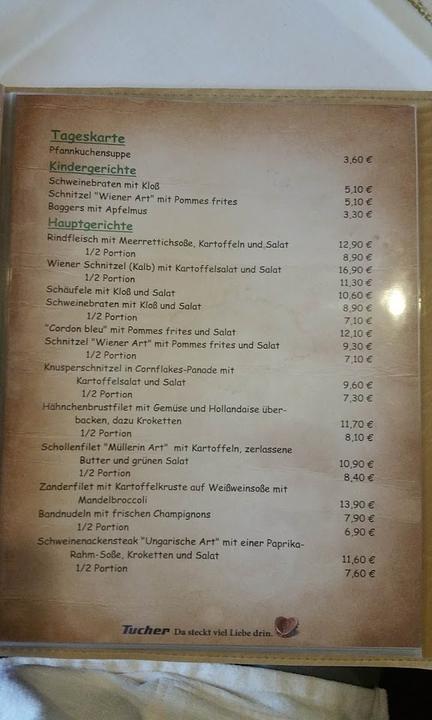 Tageskarte
Pfannkuchensuppe 3,60 €
Kindergerichte
Schweinebraten mit Kloß 5,10 €
Schnitzel "Wiener Art" mit Pommes frites 5,10 €
Baggers mit Apfelmus 3,30 €
Hauptgerichte
Rindfleisch mit Meerrettichsoße, Kartoffeln und Salat 12,90 €
1/2 Portion 8,90 €
Wiener Schnitzel (Kalb) mit Kartoffelsalat und Salat 16,90 €
1/2 Portion 11,30 €
Schäufele mit Kloß und Salat 10,60 €
Schweinebraten mit Kloß und Salat 8,90 €
1/2 Portion 7,10 €
"Cordon bleu" mit Pommes frites und Salat 12,10 €
Schnitzel "Wiener Art" mit Pommes frites und Salat 9,30 €
1/2 Portion 7,10 €
Knusperschnitzel in Cornflakes-Panade mit
Kartoffelsalat und Salat 9,60 €
1/2 Portion 7,30 €
Hähnchenbrustfilet mit Gemüse und Hollandaise über-
backen, dazu Kroketten 11,70 €
1/2 Portion 8,10 €
Schollenfilet "Müllerin Art" mit Kartoffeln, zerlassene
Butter und grünen Salat 10,90 €
1/2 Portion 8,40 €
Zanderfilet mit Kartoffelkruste auf Weißweinsoße mit
Mandelbroccoli 13,90 €
Bandnudeln mit frischen Champignons 7,90 €
1/2 Portion 6,90 €
Schweinenackensteak "Ungarische Art" mit einer Paprika-
Rahm-Soße, Kroketten und Salat 11,60 €
1/2 Portion 7,60 €
Tucher Da steckt viel Liebe drin.